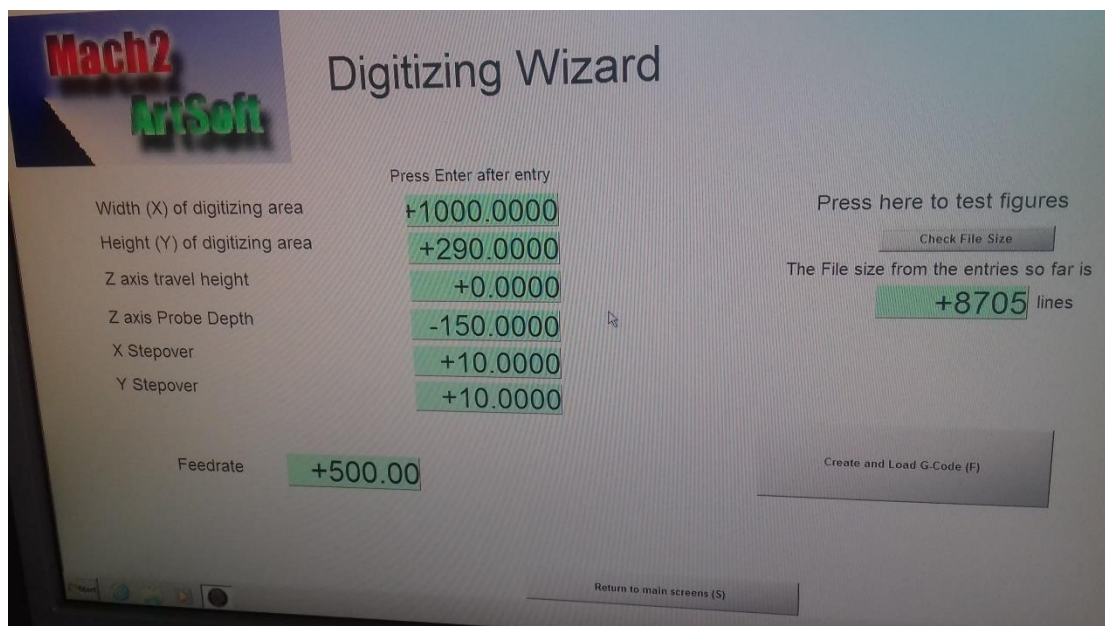 Mach2
ArtSoft
Digitizing Wizard
Press Enter after entry
Width (X) of digitizing area +1000.0000
Height (Y) of digitizing area +290.0000
Z axis travel height +0.0000
Z axis Probe Depth -150.0000
X Stepover +10.0000
Y Stepover +10.0000
Feedrate +500.00
Press here to test figures
Check File Size
The File size from the entries so far is
+8705 lines
Create and Load G-Code (F)
Return to main screens (S)